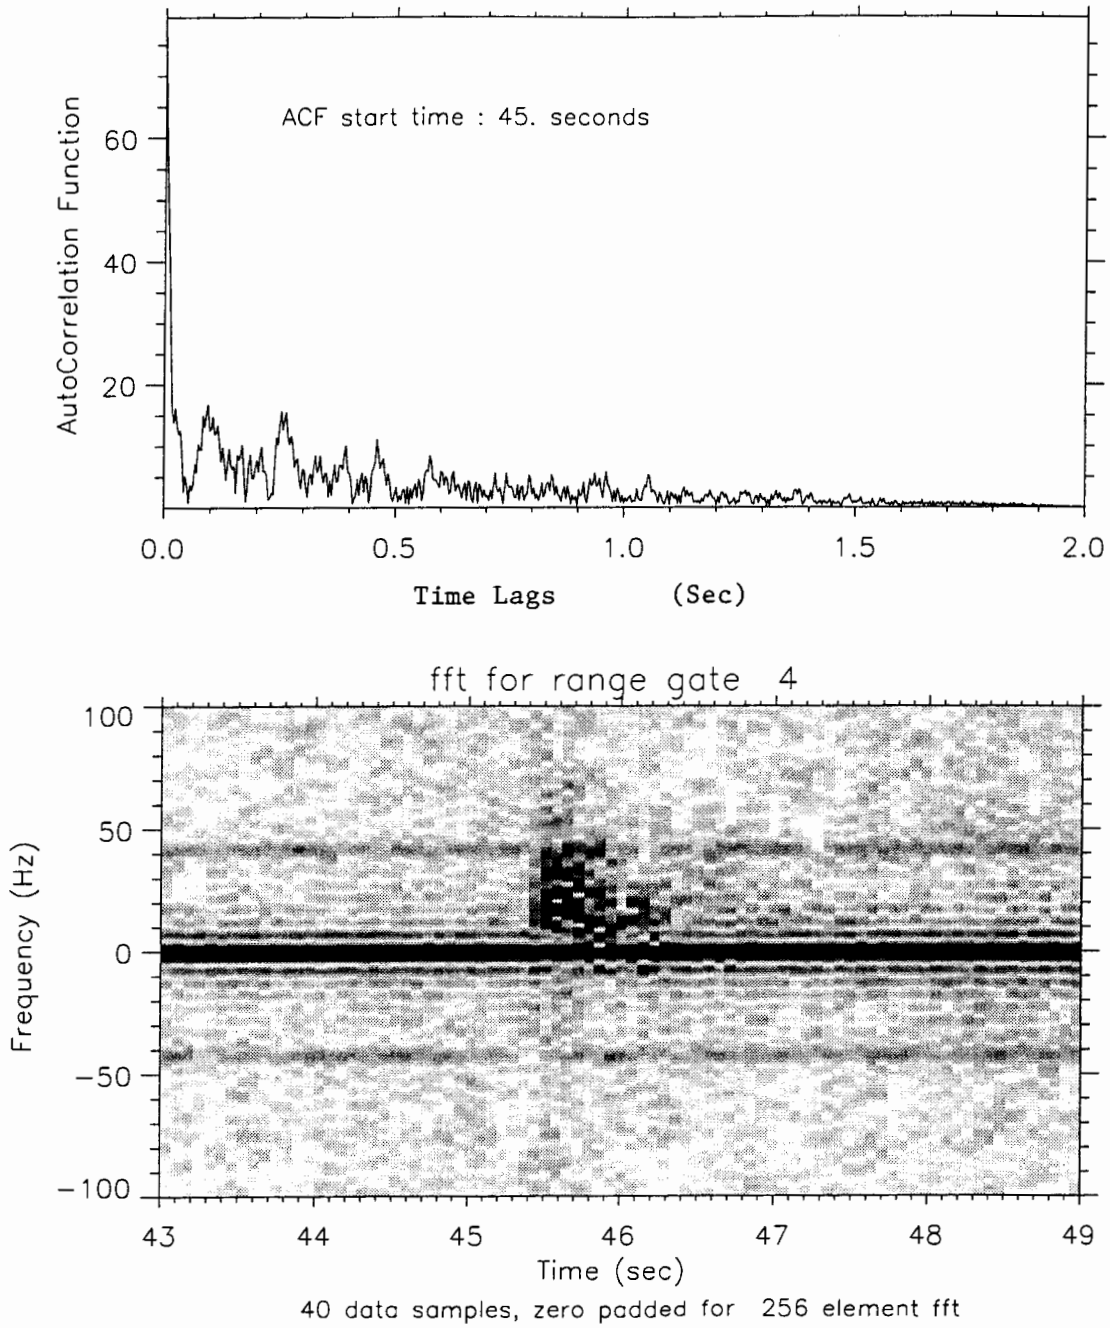 ACF start time : 45. seconds
AutoCorrelation Function
60
40
20
0.0 0.5 1.0 1.5 2.0
Time Lags (Sec)
fft for range gate 4
Frequency (Hz)
100
50
0
-50
-100
43 44 45 46 47 48 49
Time (sec)
40 data samples, zero padded for 256 element fft